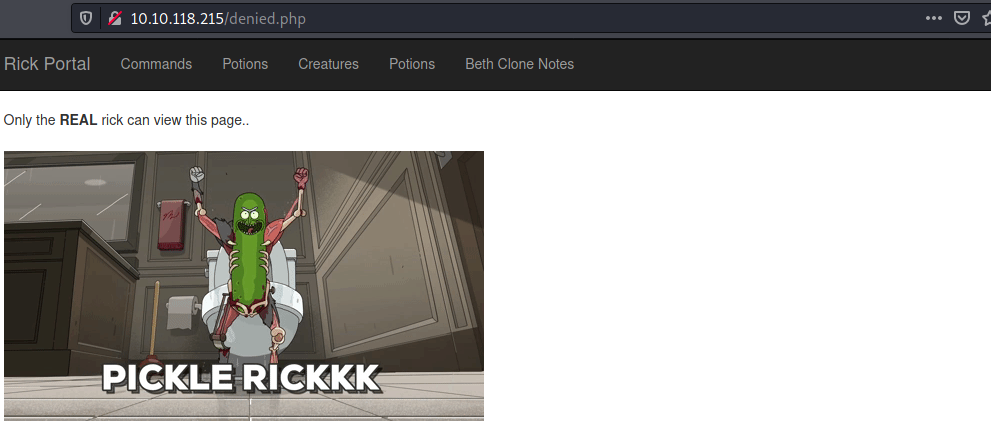 10.10.118.215/denied.php
Rick Portal Commands Potions Creatures Potions Beth Clone Notes
Only the REAL rick can view this page..
PICKLE RICKKK